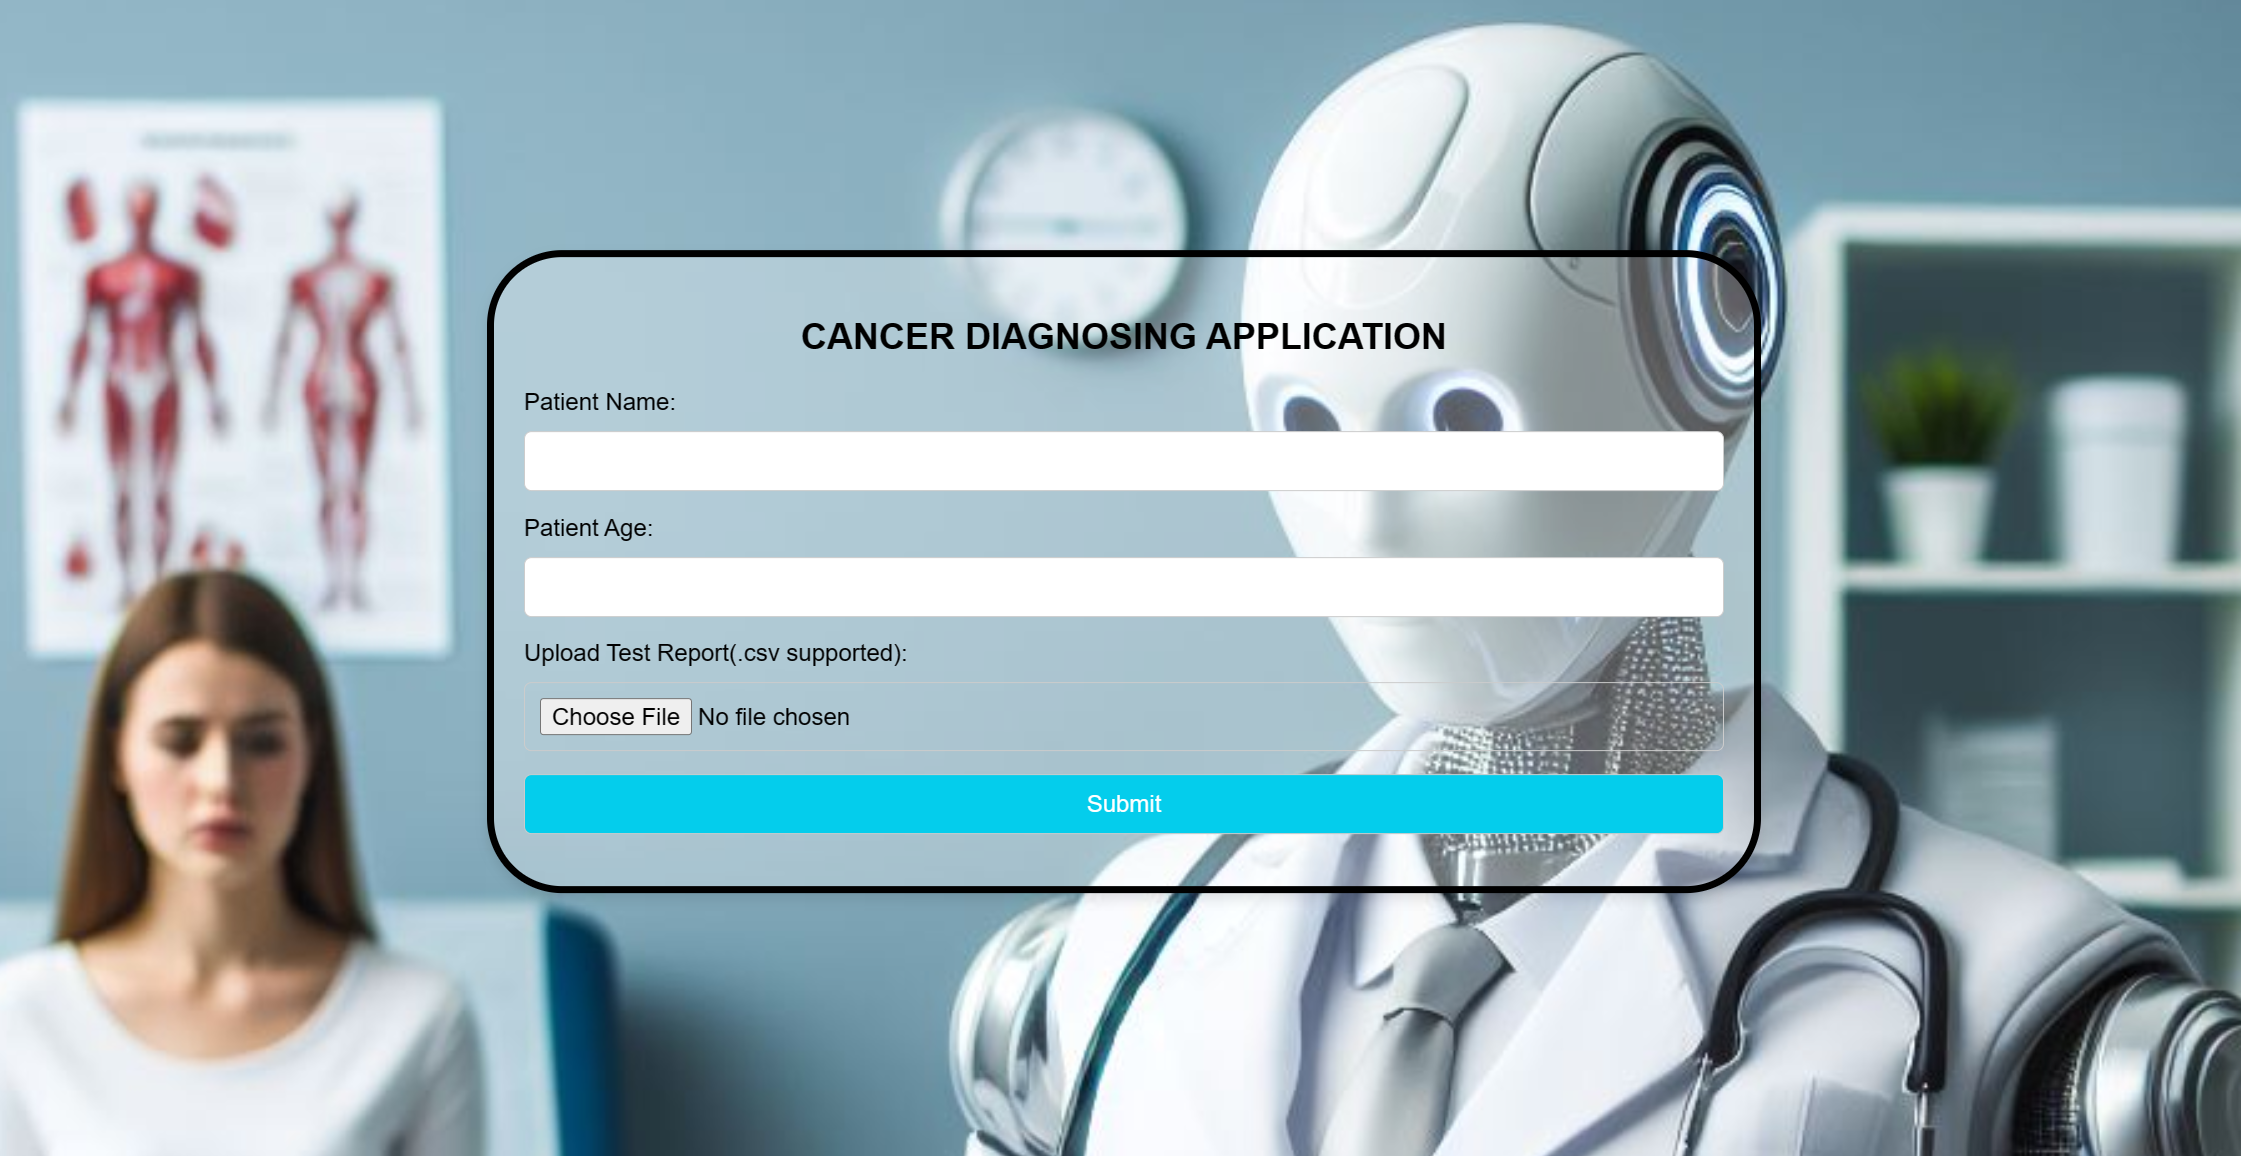 CANCER DIAGNOSING APPLICATION
Patient Name:
Patient Age:
Upload Test Report(.csv supported):
Choose File No file chosen
Submit